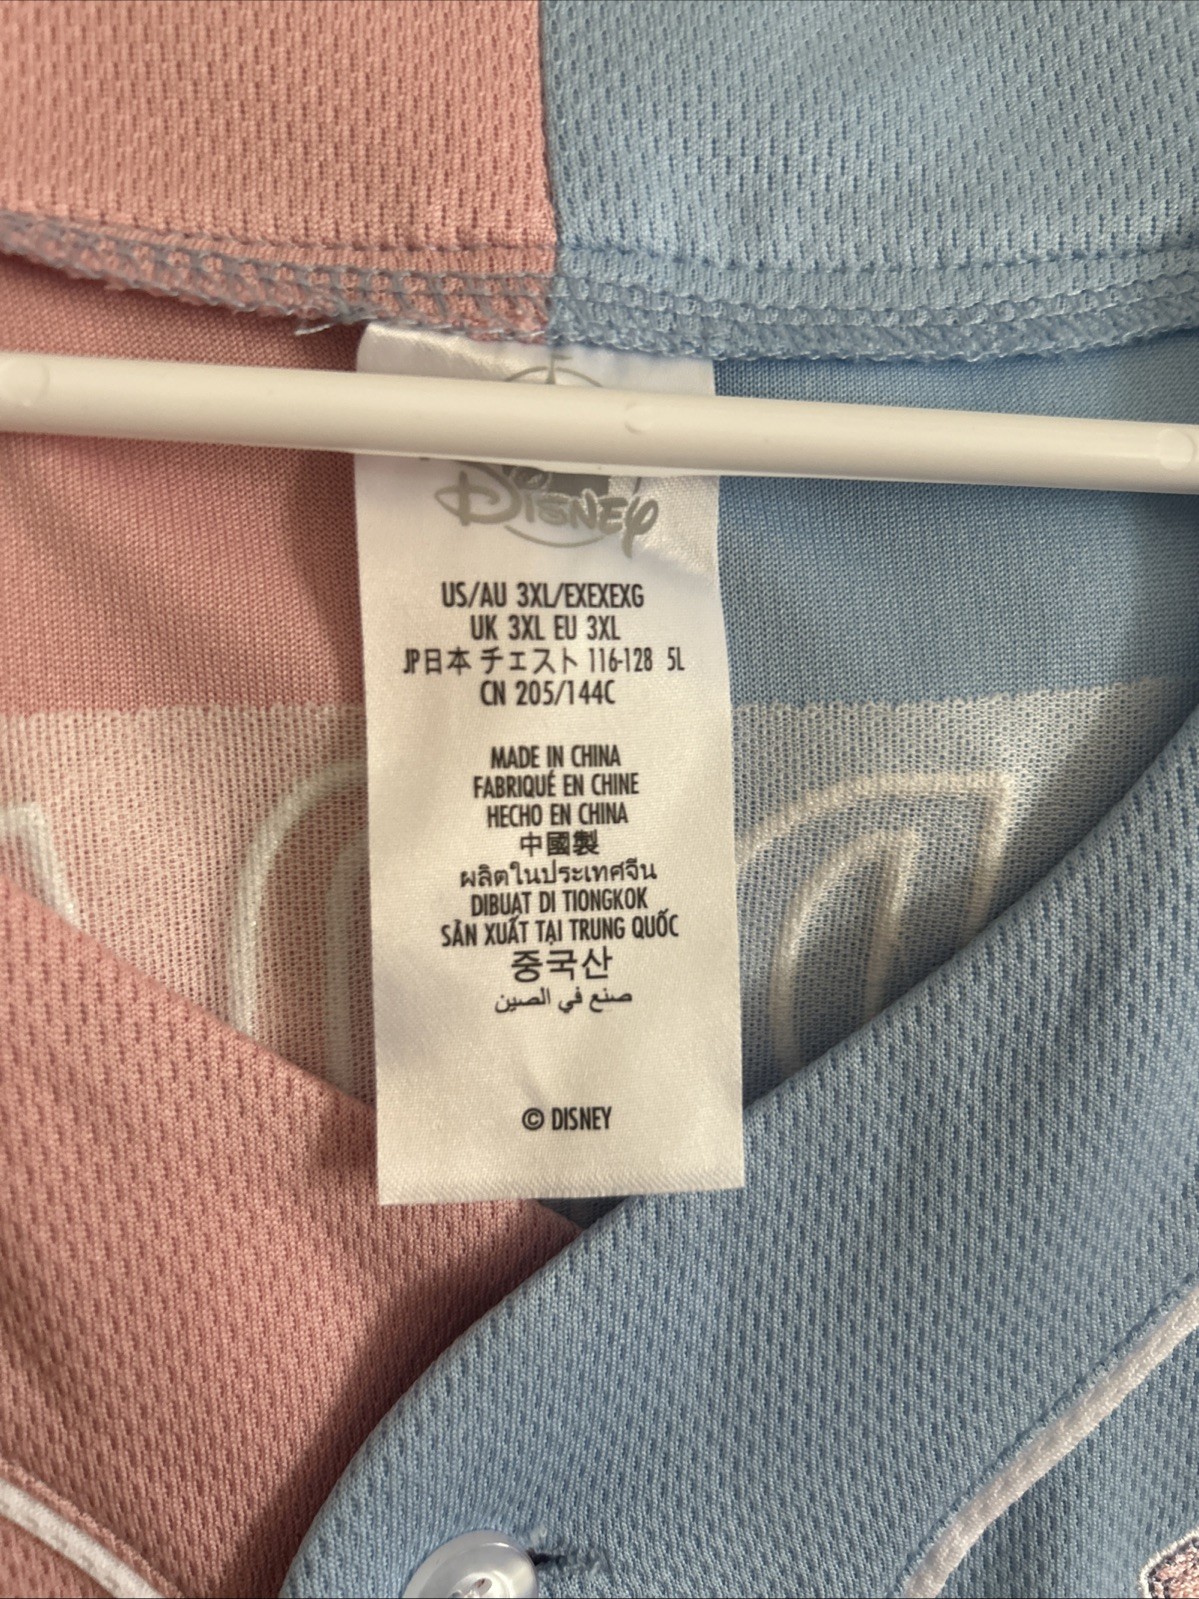 Disney
US/AU 3XL/EXEXEXG
UK 3XL EU 3XL
JP日本 チェスト 116-128 5L
CN 205/144C
MADE IN CHINA
FABRIQUÉ EN CHINE
HECHO EN CHINA
中國製
ผลิตในประเทศจีน
DIBUAT DI TIONGKOK
SẢN XUẤT TẠI TRUNG QUỐC
중국산
صنع في الصين
© DISNEY